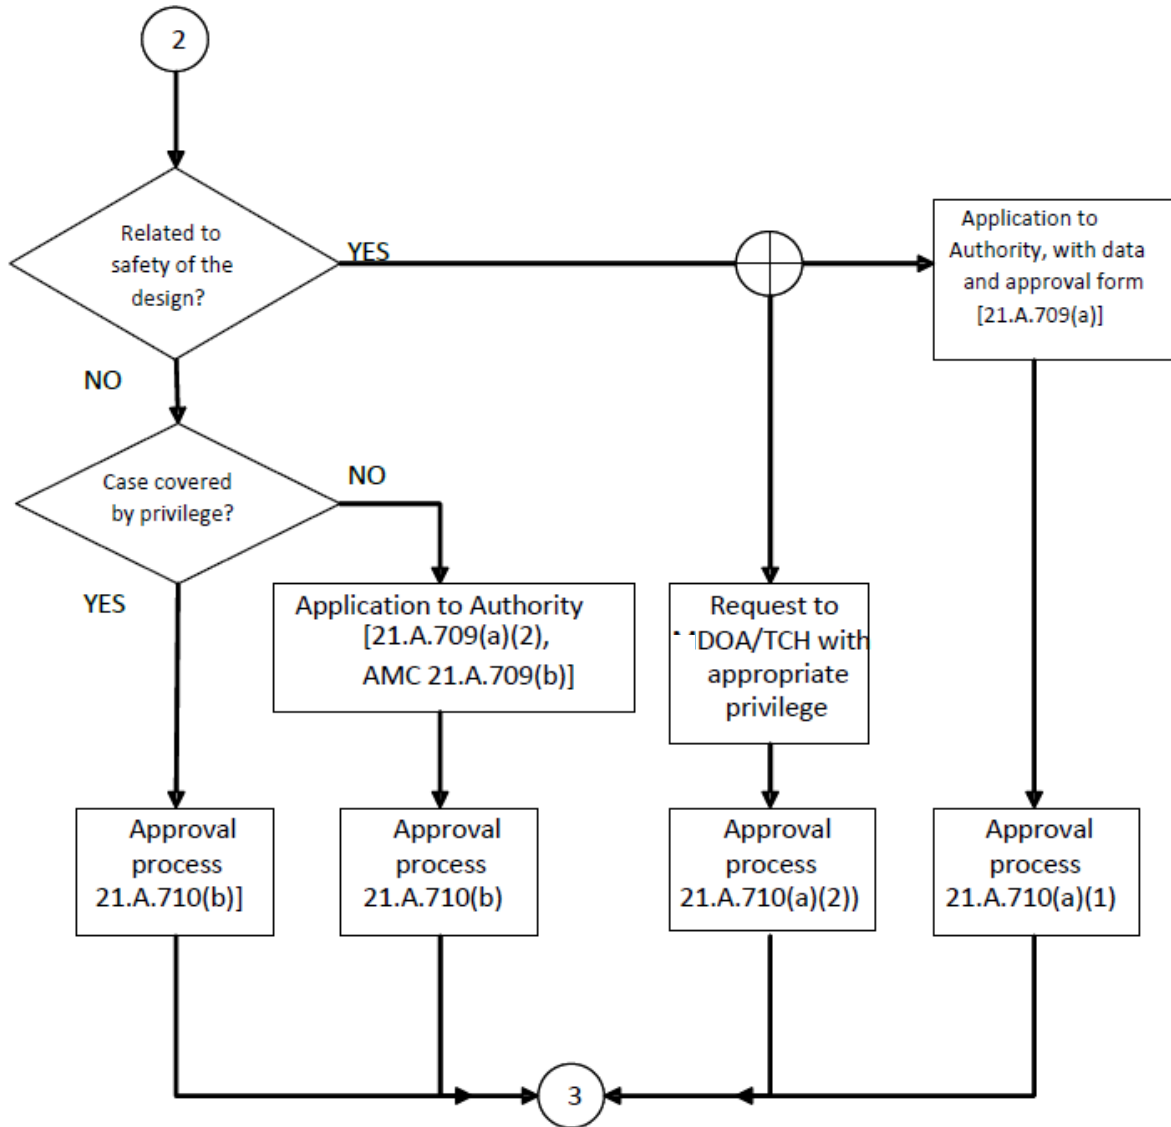 2
Related to
safety of the
design?
YES
Application to
Authority, with data
and approval form
[21.A.709(a)]
NO
Case covered
by privilege?
NO
YES
Application to Authority
[21.A.709(a)(2),
AMC 21.A.709(b)]
Request to
DOA/TCH with
appropriate
privilege
Approval
process
21.A.710(b)]
Approval
process
21.A.710(b)
Approval
process
21.A.710(a)(2))
Approval
process
21.A.710(a)(1)
3